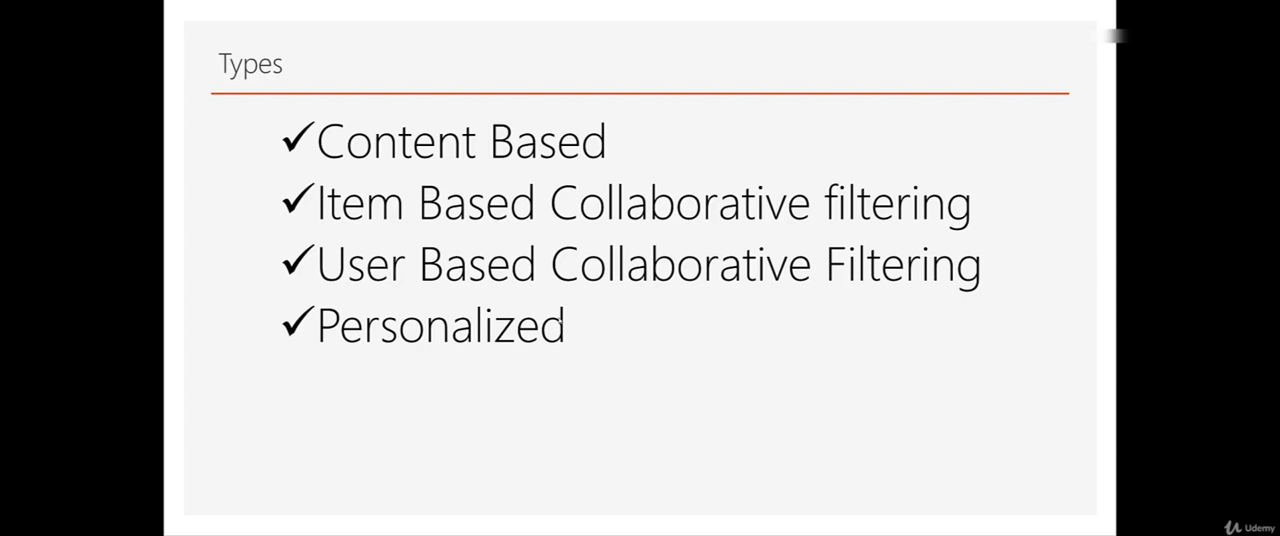 Types
✓Content Based
✓Item Based Collaborative filtering
✓User Based Collaborative Filtering
✓Personalized
Udemy